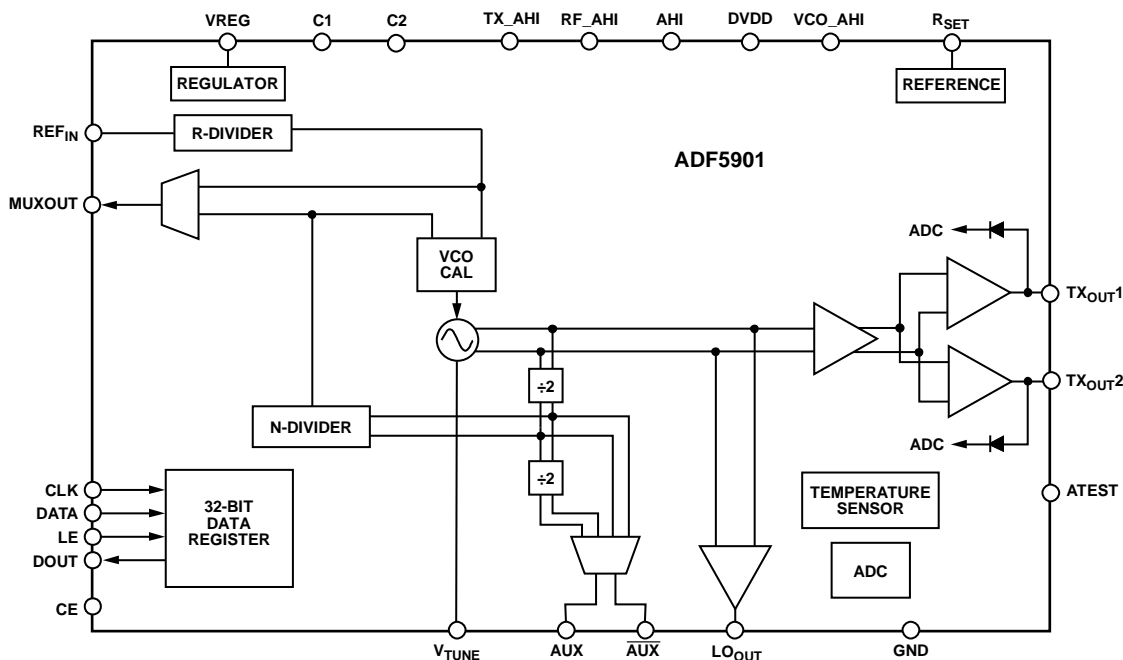 VREG C1 C2 TX_AHI RF_AHI AHI DVDD VCO_AHI RSET
REGULATOR
REFERENCE
REFIN
R-DIVIDER
ADF5901
MUXOUT
ADC
VCO
CAL
TXOUT1
÷2
TXOUT2
N-DIVIDER
ADC
÷2
CLK
DATA
LE
DOUT
32-BIT
DATA
REGISTER
TEMPERATURE
SENSOR
ATEST
ADC
CE
VTUNE AUX AUX LOOUT GND